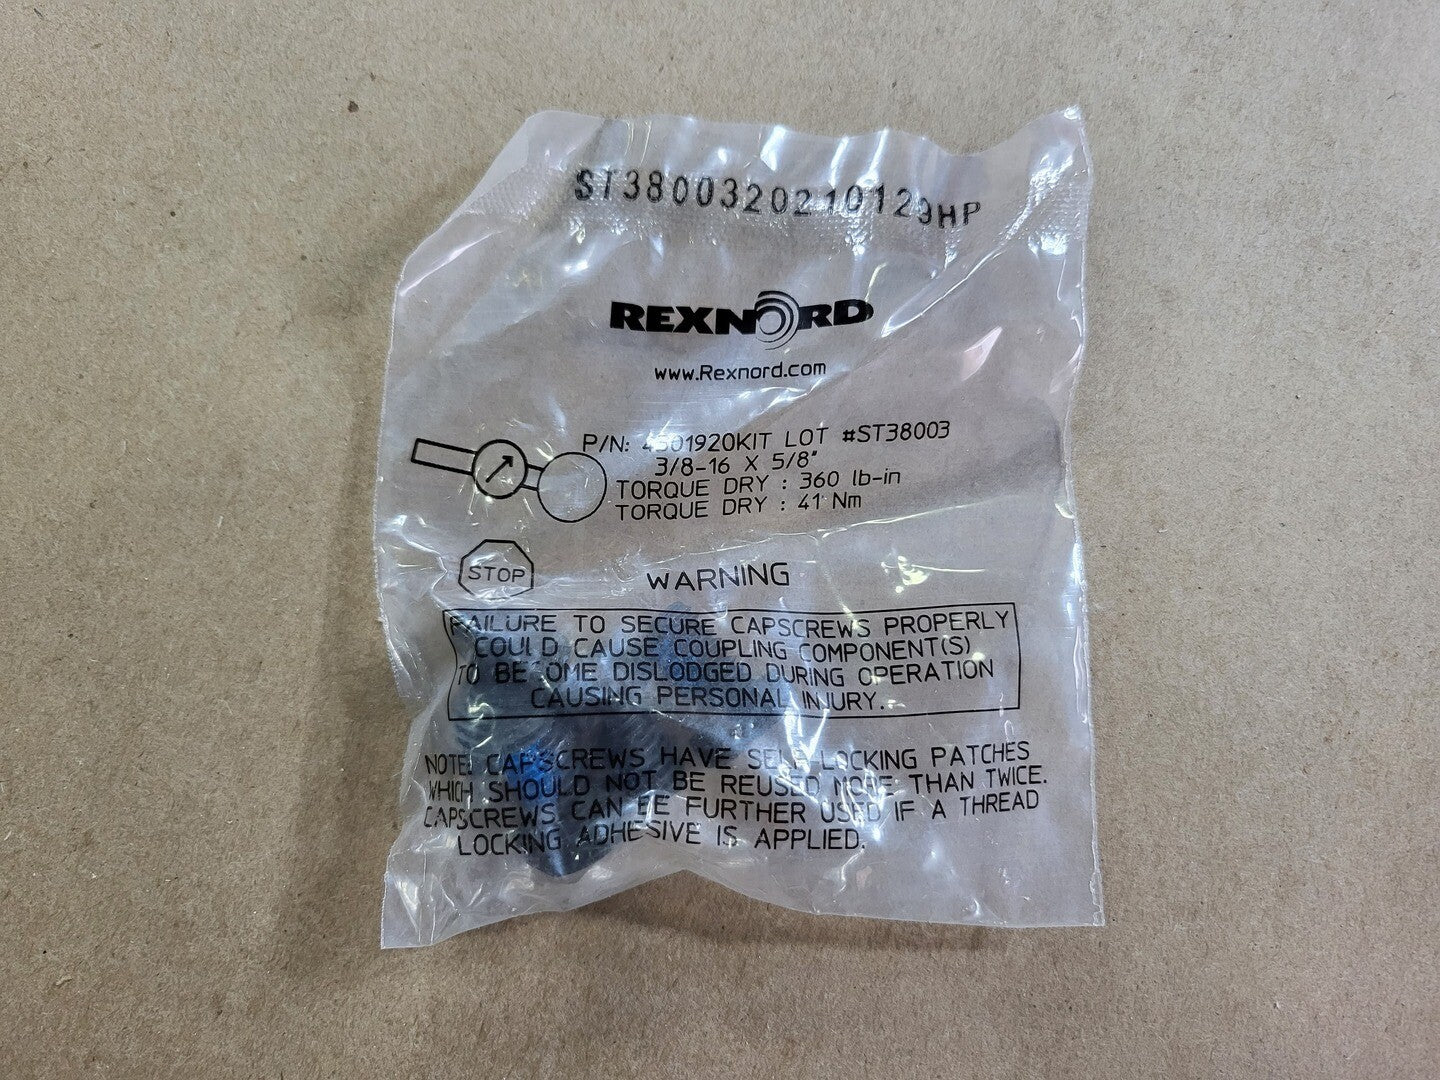 ST3800320210129HP
REXNORD
www.Rexnord.com
P/N: 4301920KIT LOT #ST38003
3/8-16 X 5/8"
TORQUE DRY : 360 lb-in
TORQUE DRY : 41 Nm
STOP
WARNING
FAILURE TO SECURE CAPSCREWS PROPERLY
COULD CAUSE COUPLING COMPONENT(S)
TO BECOME DISLODGED DURING OPERATION
CAUSING PERSONAL INJURY.
NOTE: CAPSCREWS HAVE SELF-LOCKING PATCHES
WHICH SHOULD NOT BE REUSED MORE THAN TWICE.
CAPSCREWS CAN BE FURTHER USED IF A THREAD
LOCKING ADHESIVE IS APPLIED.